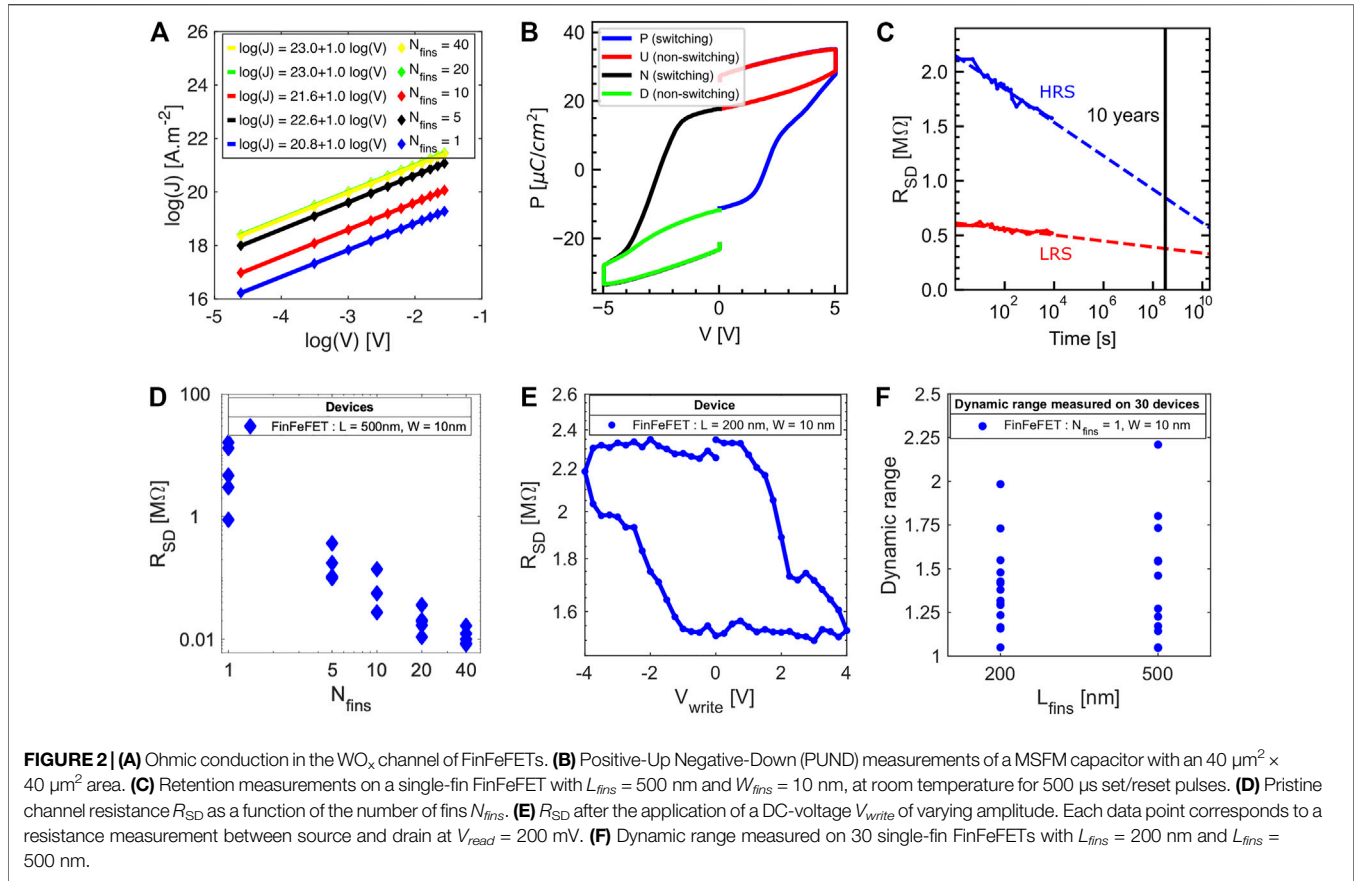 A
log(J) [A.m⁻²]
26
24
22
20
18
16
log(J) = 23.0+1.0 log(V) N_fins = 40
log(J) = 23.0+1.0 log(V) N_fins = 20
log(J) = 21.6+1.0 log(V) N_fins = 10
log(J) = 22.6+1.0 log(V) N_fins = 5
log(J) = 20.8+1.0 log(V) N_fins = 1
-5 -4 -3 -2 -1
log(V) [V]
B
P [μC/cm²]
40
20
0
−20
P (switching)
U (non-switching)
N (switching)
D (non-switching)
−5 0 5
V [V]
C
R_SD [MΩ]
2.0
1.5
1.0
0.5
0.0
HRS
10 years
LRS
10² 10⁴ 10⁶ 10⁸ 10¹⁰
Time [s]
D
R_SD [MΩ]
100
1
0.01
Devices
FinFeFET : L = 500nm, W = 10nm
1 5 10 20 40
N_fins
E
R_SD [MΩ]
2.6
2.4
2.2
2
1.8
1.6
Device
FinFeFET : L = 200 nm, W = 10 nm
-4 -2 0 2 4
V_write [V]
F
Dynamic range
2.5
2.25
2
1.75
1.5
1.25
1
Dynamic range measured on 30 devices
FinFeFET : N_fins = 1, W = 10 nm
200 500
L_fins [nm]
FIGURE 2 | (A) Ohmic conduction in the WOₓ channel of FinFeFETs. (B) Positive-Up Negative-Down (PUND) measurements of a MSFM capacitor with an 40 μm² ×
40 μm² area. (C) Retention measurements on a single-fin FinFeFET with L_fins = 500 nm and W_fins = 10 nm, at room temperature for 500 μs set/reset pulses. (D) Pristine
channel resistance R_SD as a function of the number of fins N_fins. (E) R_SD after the application of a DC-voltage V_write of varying amplitude. Each data point corresponds to a
resistance measurement between source and drain at V_read = 200 mV. (F) Dynamic range measured on 30 single-fin FinFeFETs with L_fins = 200 nm and L_fins =
500 nm.